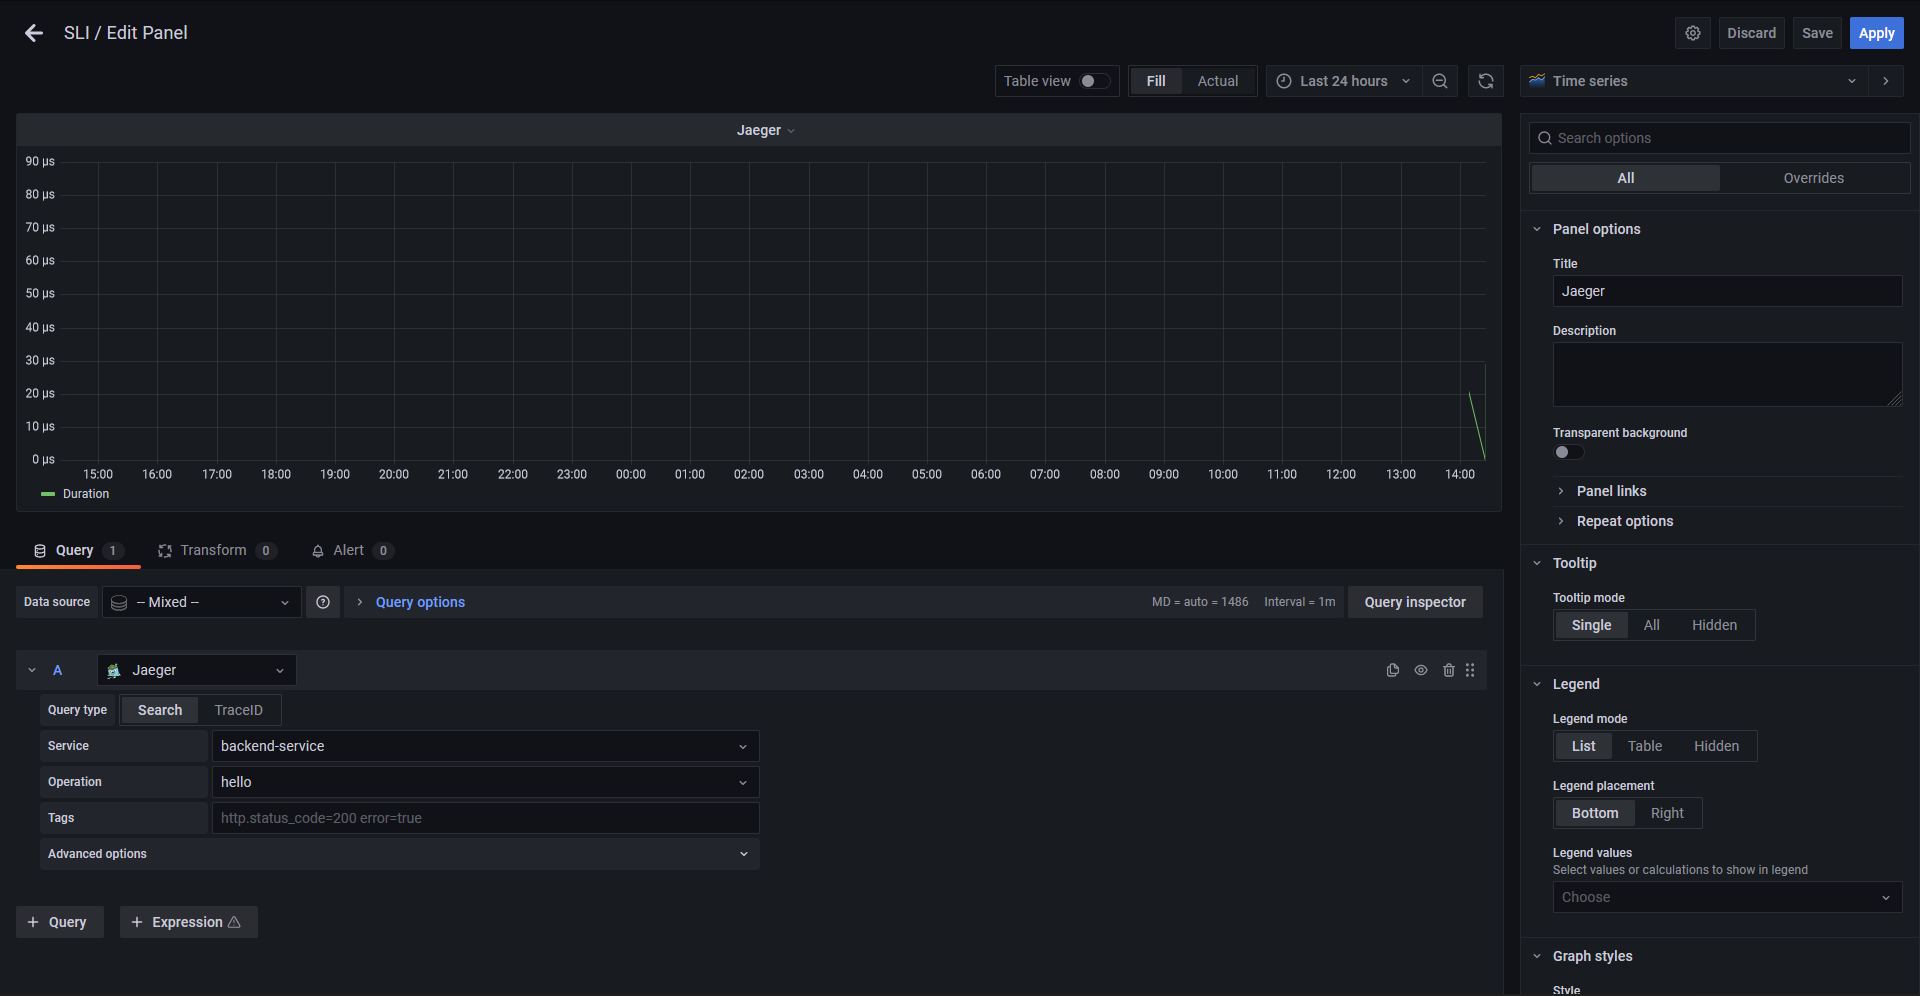 SLI / Edit Panel
Discard
Save
Apply
Table view
Fill
Actual
Last 24 hours
Time series
Jaeger
90 µs
80 µs
70 µs
60 µs
50 µs
40 µs
30 µs
20 µs
10 µs
0 µs
15:00 16:00 17:00 18:00 19:00 20:00 21:00 22:00 23:00 00:00 01:00 02:00 03:00 04:00 05:00 06:00 07:00 08:00 09:00 10:00 11:00 12:00 13:00 14:00
Duration
Query 1
Transform 0
Alert 0
Data source
-- Mixed --
Query options
MD = auto = 1486
Interval = 1m
Query inspector
A
Jaeger
Query type
Search
TraceID
Service
backend-service
Operation
hello
Tags
http.status_code=200 error=true
Advanced options
+ Query
+ Expression
Search options
All
Overrides
Panel options
Title
Jaeger
Description
Transparent background
Panel links
Repeat options
Tooltip
Tooltip mode
Single
All
Hidden
Legend
Legend mode
List
Table
Hidden
Legend placement
Bottom
Right
Legend values
Select values or calculations to show in legend
Choose
Graph styles
Style